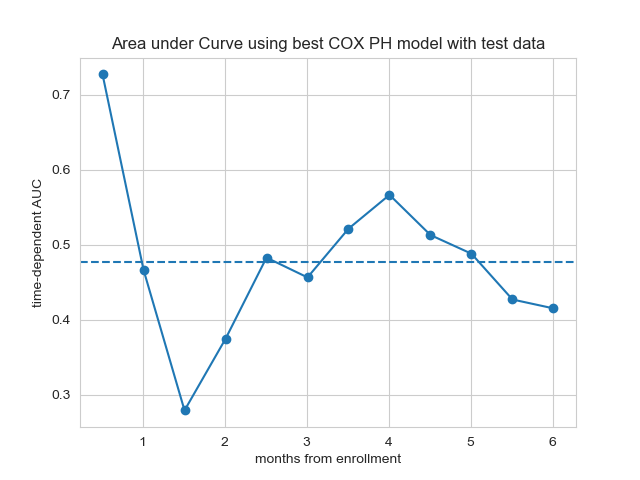 Area under Curve using best COX PH model with test data
time-dependent AUC
0.7
0.6
0.5
0.4
0.3
1 2 3 4 5 6
months from enrollment